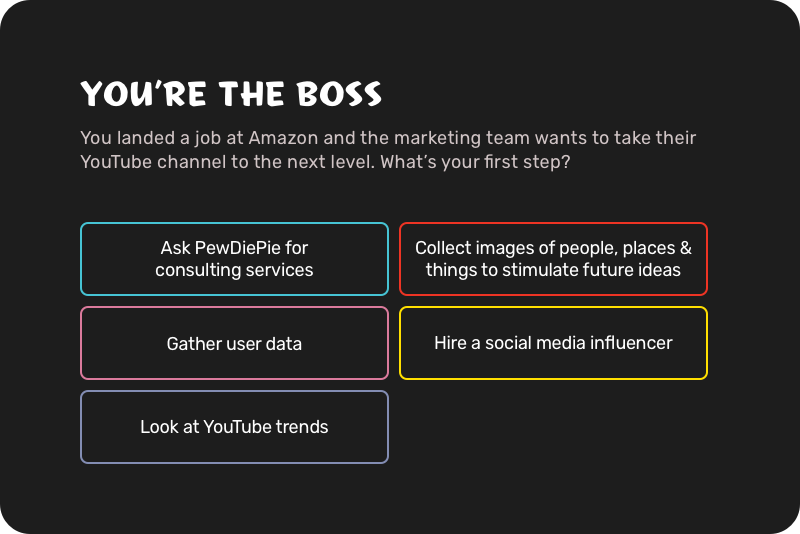 YOU'RE THE BOSS
You landed a job at Amazon and the marketing team wants to take their
YouTube channel to the next level. What's your first step?
Ask PewDiePie for
consulting services
Collect images of people, places &
things to stimulate future ideas
Gather user data
Hire a social media influencer
Look at YouTube trends